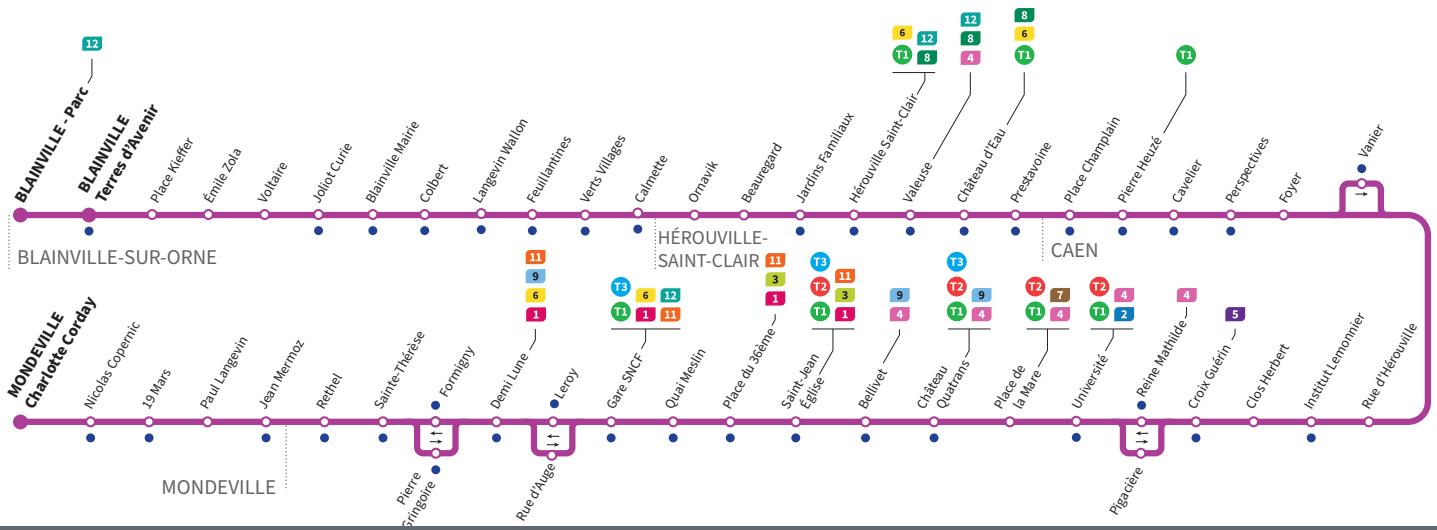 12
BLAINVILLE - Parc
BLAINVILLE
Terres d'Avenir
Place Kieffer
Émile Zola
Voltaire
Joliot Curie
Blainville Mairie
Colbert
Langevin Wallon
Feuillantines
Verts Villages
Calmette
Ornavik
Beauregard
Jardins Familiaux
6
12
T1
8
Hérouville Saint-Clair
12
8
4
Valeuse
8
6
T1
Château d'Eau
Prestavoine
Place Champlain
T1
Pierre Heuzé
Cavelier
Perspectives
Foyer
Vanier
→
BLAINVILLE-SUR-ORNE
HÉROUVILLE-
SAINT-CLAIR
CAEN
MONDEVILLE
Charlotte Corday
Nicolas Copernic
19 Mars
Paul Langevin
Jean Mermoz
Rethel
Sainte-Thérèse
Formigny
←
→
Pierre
Gringoire
11
9
6
1
Demi Lune
Leroy
←
→
Rue d'Auge
T3
6
12
T1
1
11
Gare SNCF
Quai Meslin
11
3
1
Place du 36ème
T3
T2
11
3
T1
1
Saint-Jean
Église
9
4
Bellivet
T3
T2
9
T1
4
Château
Quatrans
T2
7
T1
4
Place de
la Mare
T2
4
T1
2
Université
4
Reine Mathilde
←
→
Pigacière
5
Croix Guérin
Clos Herbert
Institut Lemonnier
Rue d'Hérouville
MONDEVILLE